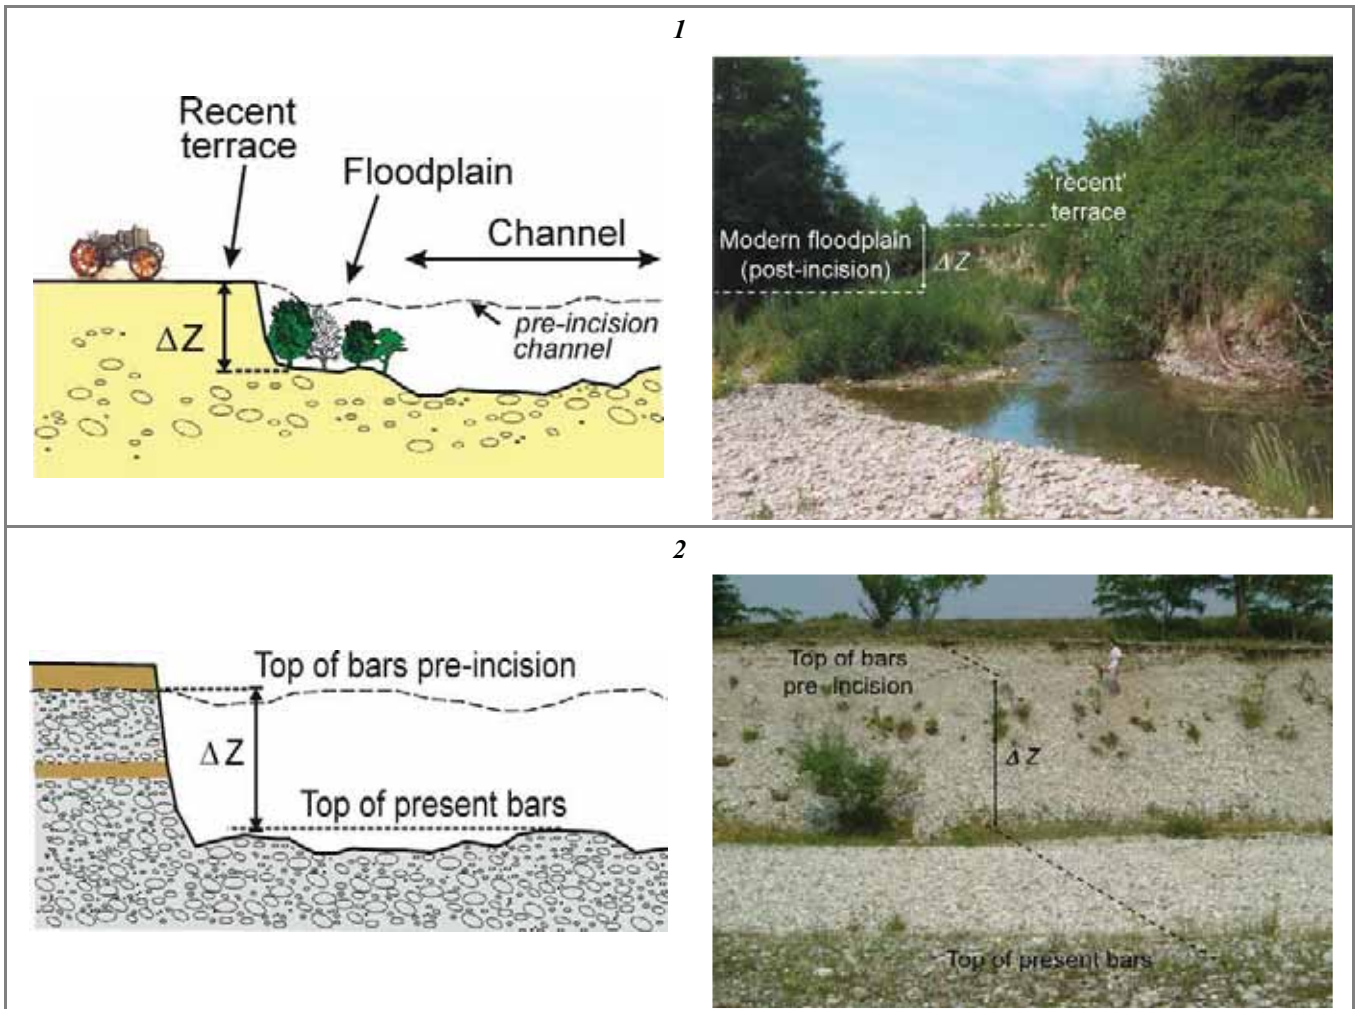 1
Recent
terrace
Floodplain
Channel
ΔZ
pre-incision
channel
'recent'
terrace
Modern floodplain
(post-incision)
ΔZ
2
Top of bars pre-incision
ΔZ
Top of present bars
Top of bars
pre-incision
ΔZ
Top of present bars